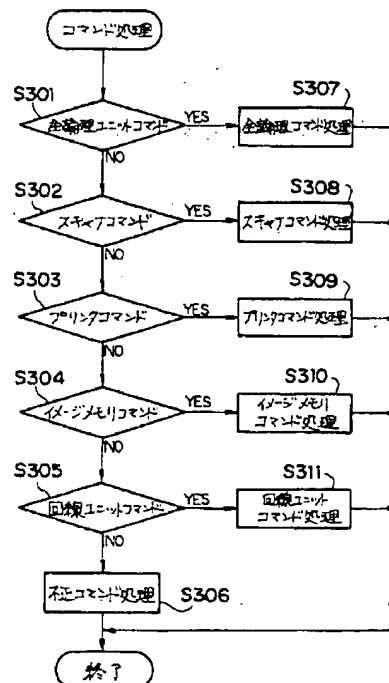 コマンド処理
S301
全論理ユニットコマンド
YES
S307
全論理コマンド処理
NO
S302
スキャナコマンド
YES
S308
スキャナコマンド処理
NO
S303
プリンタコマンド
YES
S309
プリンタコマンド処理
NO
S304
イメージメモリコマンド
YES
S310
イメージメモリ
コマンド処理
NO
S305
回線ユニットコマンド
YES
S311
回線ユニット
コマンド処理
NO
不正コマンド処理
S306
終了